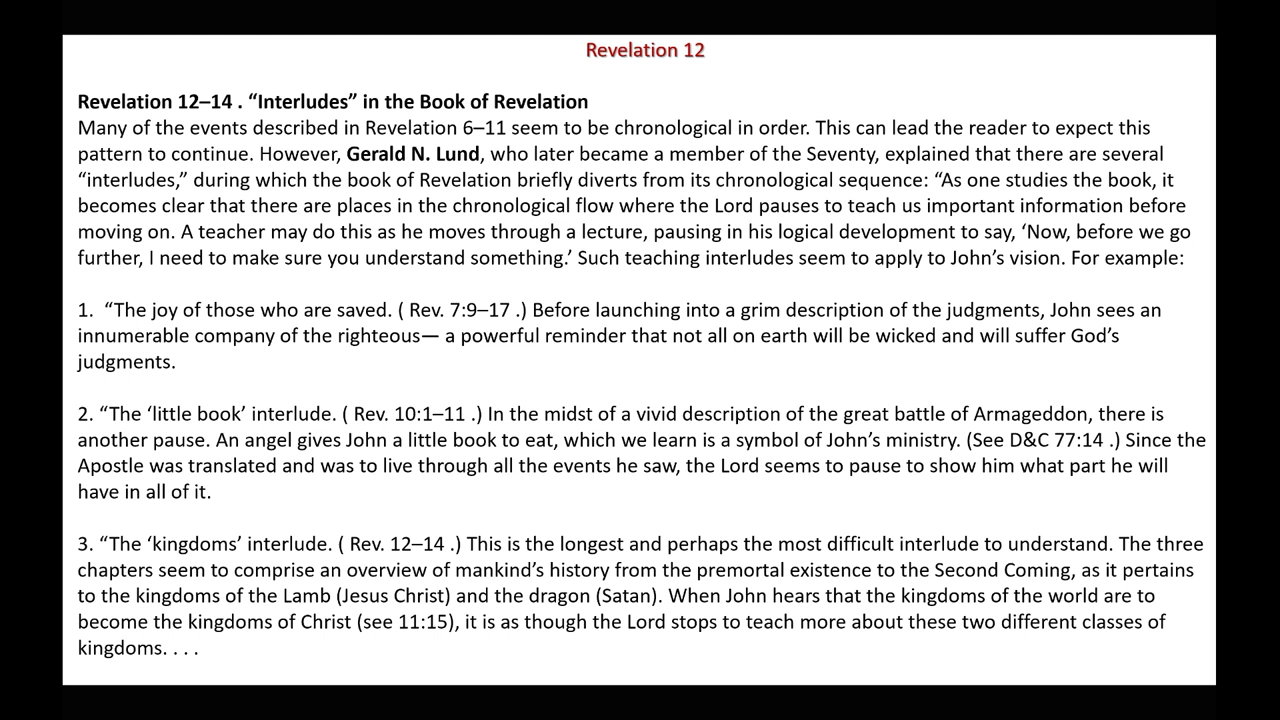 Revelation 12
Revelation 12–14 . “Interludes” in the Book of Revelation
Many of the events described in Revelation 6–11 seem to be chronological in order. This can lead the reader to expect this
pattern to continue. However, Gerald N. Lund, who later became a member of the Seventy, explained that there are several
“interludes,” during which the book of Revelation briefly diverts from its chronological sequence: “As one studies the book, it
becomes clear that there are places in the chronological flow where the Lord pauses to teach us important information before
moving on. A teacher may do this as he moves through a lecture, pausing in his logical development to say, ‘Now, before we go
further, I need to make sure you understand something.’ Such teaching interludes seem to apply to John’s vision. For example:
1.  “The joy of those who are saved. ( Rev. 7:9–17 .) Before launching into a grim description of the judgments, John sees an
innumerable company of the righteous— a powerful reminder that not all on earth will be wicked and will suffer God’s
judgments.
2. “The ‘little book’ interlude. ( Rev. 10:1–11 .) In the midst of a vivid description of the great battle of Armageddon, there is
another pause. An angel gives John a little book to eat, which we learn is a symbol of John’s ministry. (See D&C 77:14 .) Since the
Apostle was translated and was to live through all the events he saw, the Lord seems to pause to show him what part he will
have in all of it.
3. “The ‘kingdoms’ interlude. ( Rev. 12–14 .) This is the longest and perhaps the most difficult interlude to understand. The three
chapters seem to comprise an overview of mankind’s history from the premortal existence to the Second Coming, as it pertains
to the kingdoms of the Lamb (Jesus Christ) and the dragon (Satan). When John hears that the kingdoms of the world are to
become the kingdoms of Christ (see 11:15), it is as though the Lord stops to teach more about these two different classes of
kingdoms. . . .